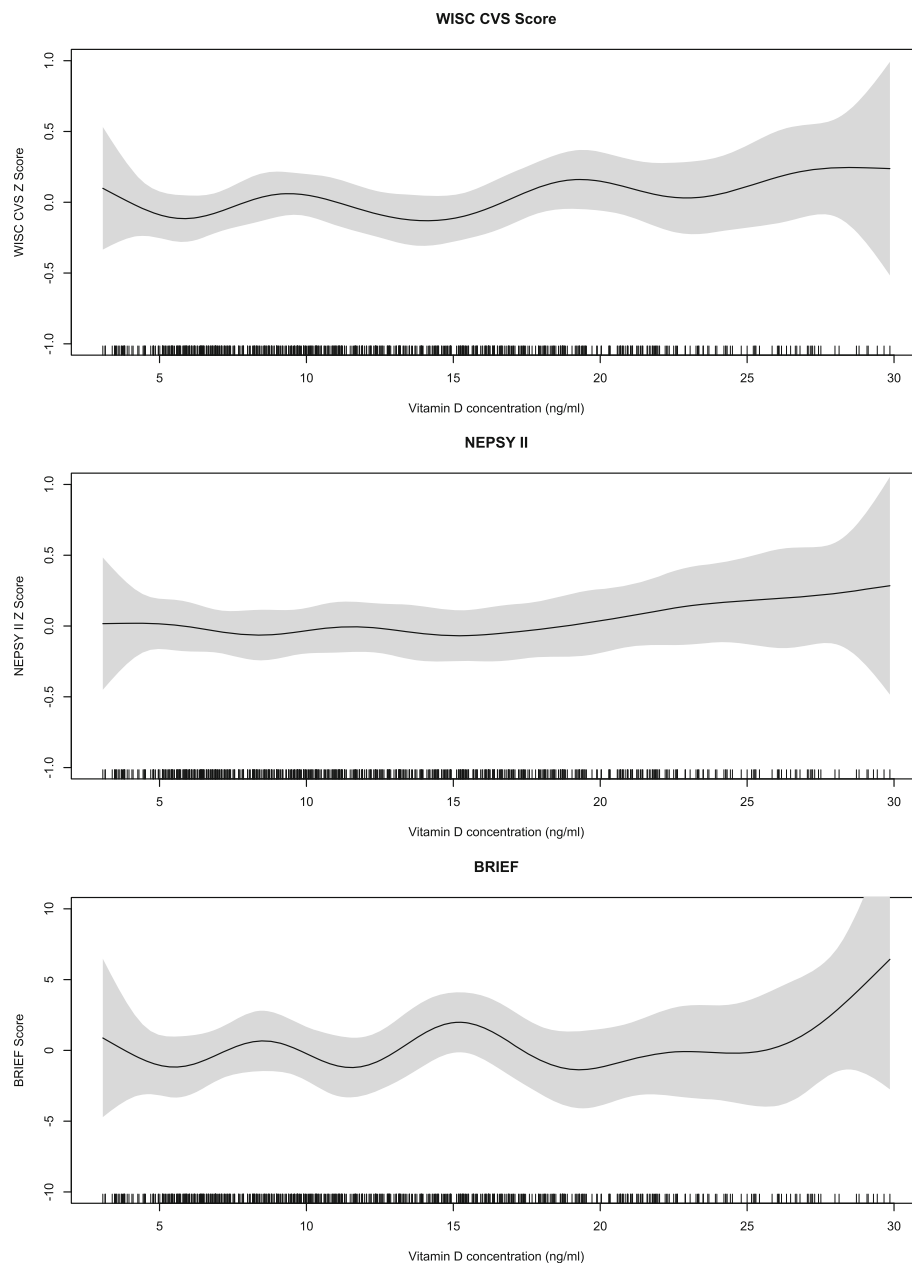 WISC CVS Score
1.0
0.5
0.0
-0.5
-1.0
WISC CVS Z Score
5 10 15 20 25 30
Vitamin D concentration (ng/ml)
NEPSY II
1.0
0.5
0.0
-0.5
-1.0
NEPSY II Z Score
5 10 15 20 25 30
Vitamin D concentration (ng/ml)
BRIEF
10
5
0
-5
-10
BRIEF Score
5 10 15 20 25 30
Vitamin D concentration (ng/ml)